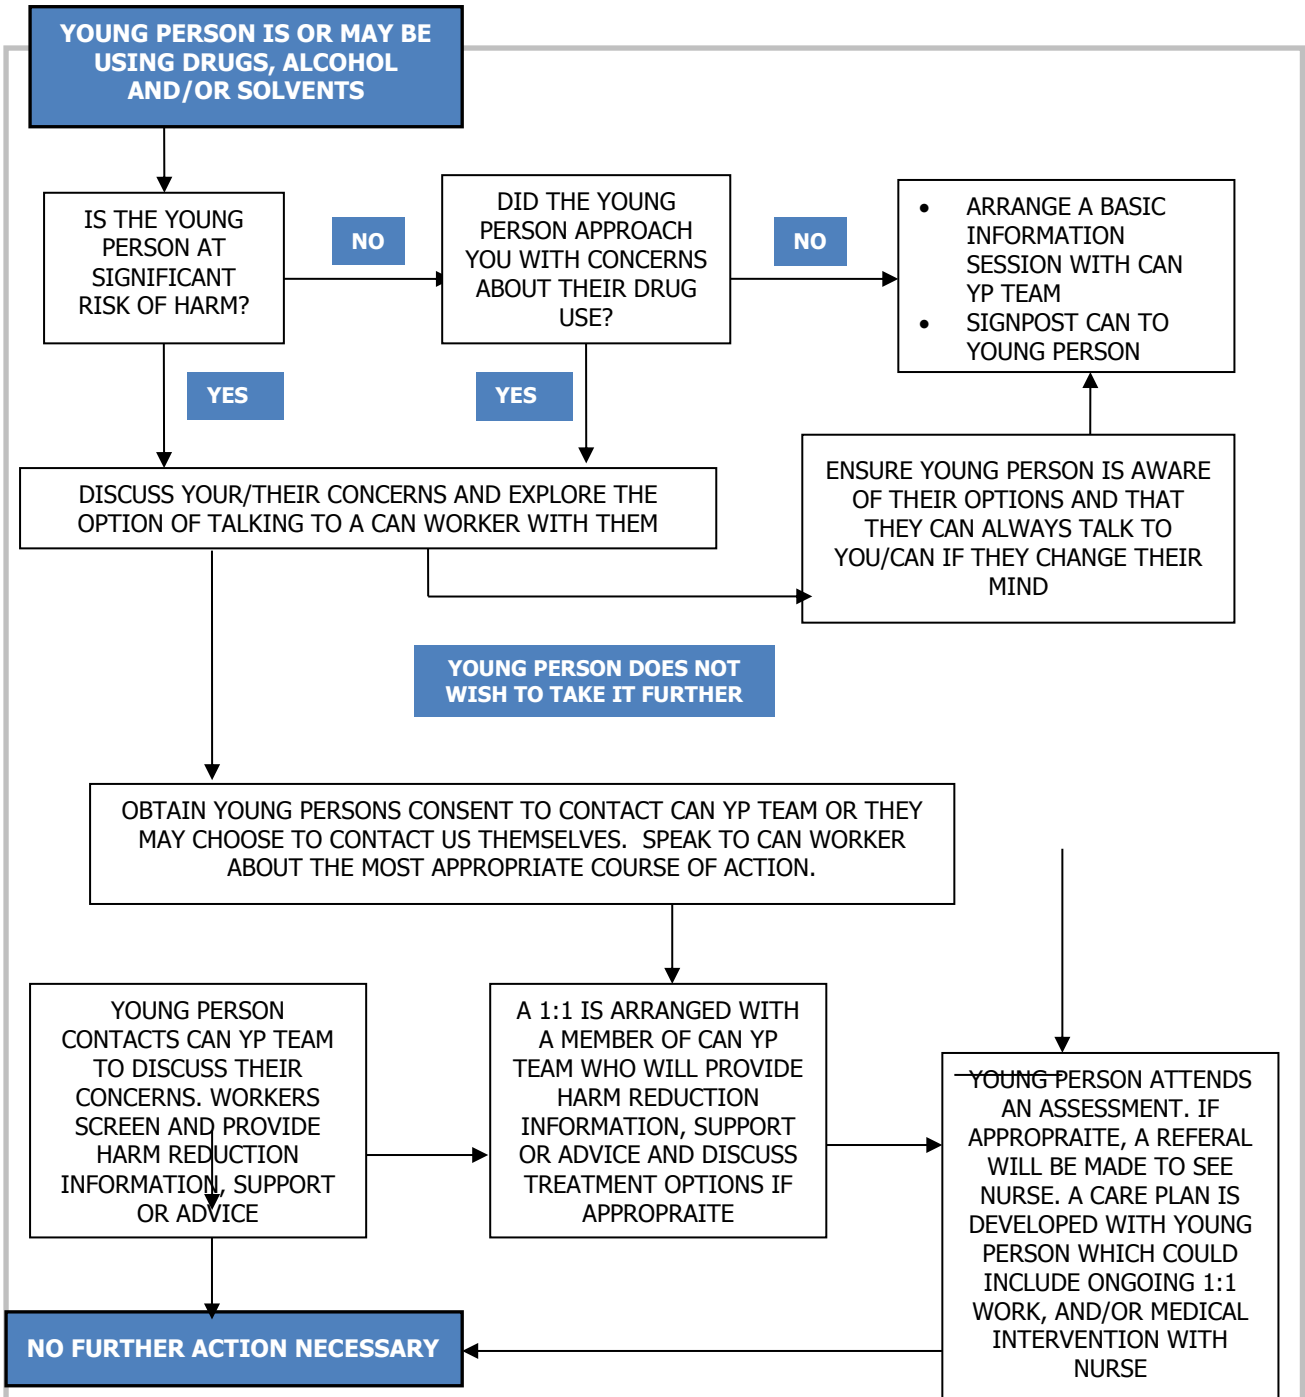 YOUNG PERSON IS OR MAY BE
USING DRUGS, ALCOHOL
AND/OR SOLVENTS
IS THE YOUNG
PERSON AT
SIGNIFICANT
RISK OF HARM?
NO
DID THE YOUNG
PERSON APPROACH
YOU WITH CONCERNS
ABOUT THEIR DRUG
USE?
NO
• ARRANGE A BASIC
INFORMATION
SESSION WITH CAN
YP TEAM
• SIGNPOST CAN TO
YOUNG PERSON
YES
YES
DISCUSS YOUR/THEIR CONCERNS AND EXPLORE THE
OPTION OF TALKING TO A CAN WORKER WITH THEM
ENSURE YOUNG PERSON IS AWARE
OF THEIR OPTIONS AND THAT
THEY CAN ALWAYS TALK TO
YOU/CAN IF THEY CHANGE THEIR
MIND
YOUNG PERSON DOES NOT
WISH TO TAKE IT FURTHER
OBTAIN YOUNG PERSONS CONSENT TO CONTACT CAN YP TEAM OR THEY
MAY CHOOSE TO CONTACT US THEMSELVES. SPEAK TO CAN WORKER
ABOUT THE MOST APPROPRIATE COURSE OF ACTION.
YOUNG PERSON
CONTACTS CAN YP TEAM
TO DISCUSS THEIR
CONCERNS. WORKERS
SCREEN AND PROVIDE
HARM REDUCTION
INFORMATION, SUPPORT
OR ADVICE
A 1:1 IS ARRANGED WITH
A MEMBER OF CAN YP
TEAM WHO WILL PROVIDE
HARM REDUCTION
INFORMATION, SUPPORT
OR ADVICE AND DISCUSS
TREATMENT OPTIONS IF
APPROPRAITE
YOUNG PERSON ATTENDS
AN ASSESSMENT. IF
APPROPRAITE, A REFERAL
WILL BE MADE TO SEE
NURSE. A CARE PLAN IS
DEVELOPED WITH YOUNG
PERSON WHICH COULD
INCLUDE ONGOING 1:1
WORK, AND/OR MEDICAL
INTERVENTION WITH
NURSE
NO FURTHER ACTION NECESSARY